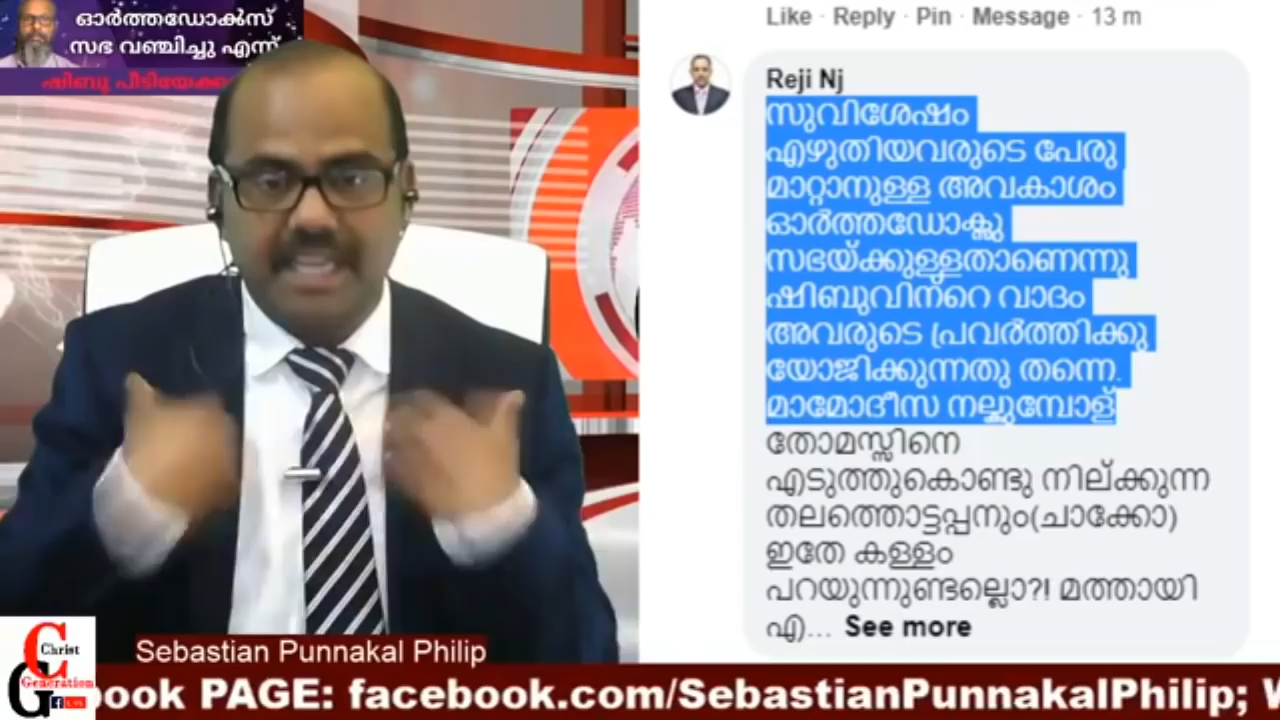 ഓർത്തഡോക്സ്
സഭ വഞ്ചിച്ചു എന്ന്
ഷിബു പീടിയേക്ക
Like · Reply · Pin · Message · 13 m
Reji Nj
സുവിശേഷം
എഴുതിയവരുടെ പേരു
മാറ്റാനുള്ള അവകാശം
ഓർത്തഡോക്സു
സഭയ്ക്കുള്ളതാണെന്നു
ഷിബുവിന്റെ വാദം
അവരുടെ പ്രവർത്തിക്കു
യോജിക്കുന്നതു തന്നെ.
മാമോദീസ നല്കുമ്പോള്
തോമസ്സിനെ
എടുത്തുകൊണ്ടു നില്ക്കുന്ന
തലത്തൊട്ടപ്പനും(ചാക്കോ)
ഇതേ കള്ളം
പറയുന്നുണ്ടല്ലൊ?! മത്തായി
എ... See more
Sebastian Punnakal Philip
Christ
Generation
book PAGE: facebook.com/SebastianPunnakalPhilip; W